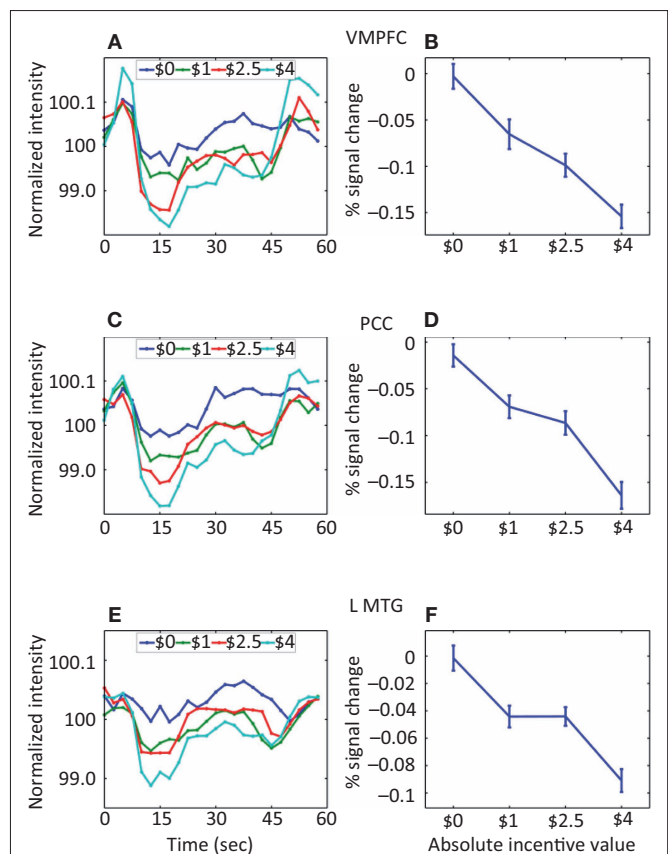 A VMPFC B
$0 $1 $2.5 $4
Normalized intensity
100.1
100
99.0
0 15 30 45 60
% signal change
0
−0.05
−0.1
−0.15
$0 $1 $2.5 $4
C PCC D
$0 $1 $2.5 $4
Normalized intensity
100.1
100
99.0
0 15 30 45 60
% signal change
0
−0.05
−0.1
−0.15
$0 $1 $2.5 $4
E L MTG F
$0 $1 $2.5 $4
Normalized intensity
100.1
100
99.0
0 15 30 45 60
Time (sec)
% signal change
0
−0.02
−0.04
−0.06
−0.08
−0.1
$0 $1 $2.5 $4
Absolute incentive value